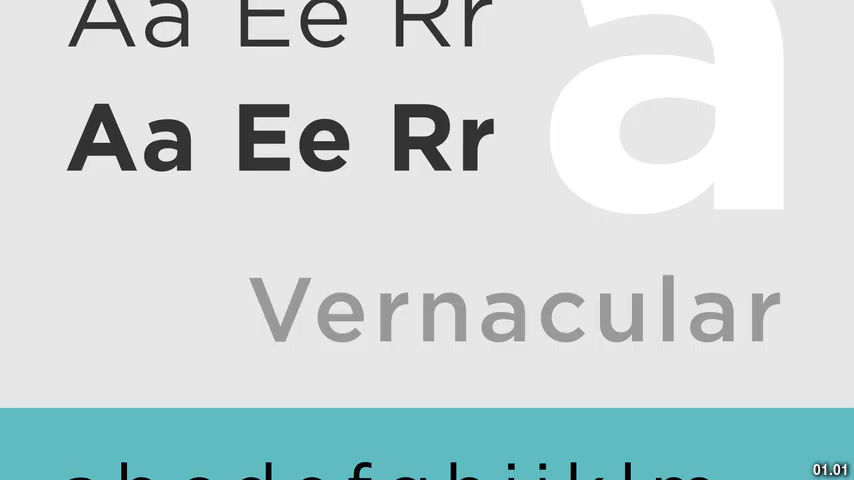 Aa Ee Rr
a
Aa Ee Rr
Vernacular
a b c d e f g h i j k l m
01.01